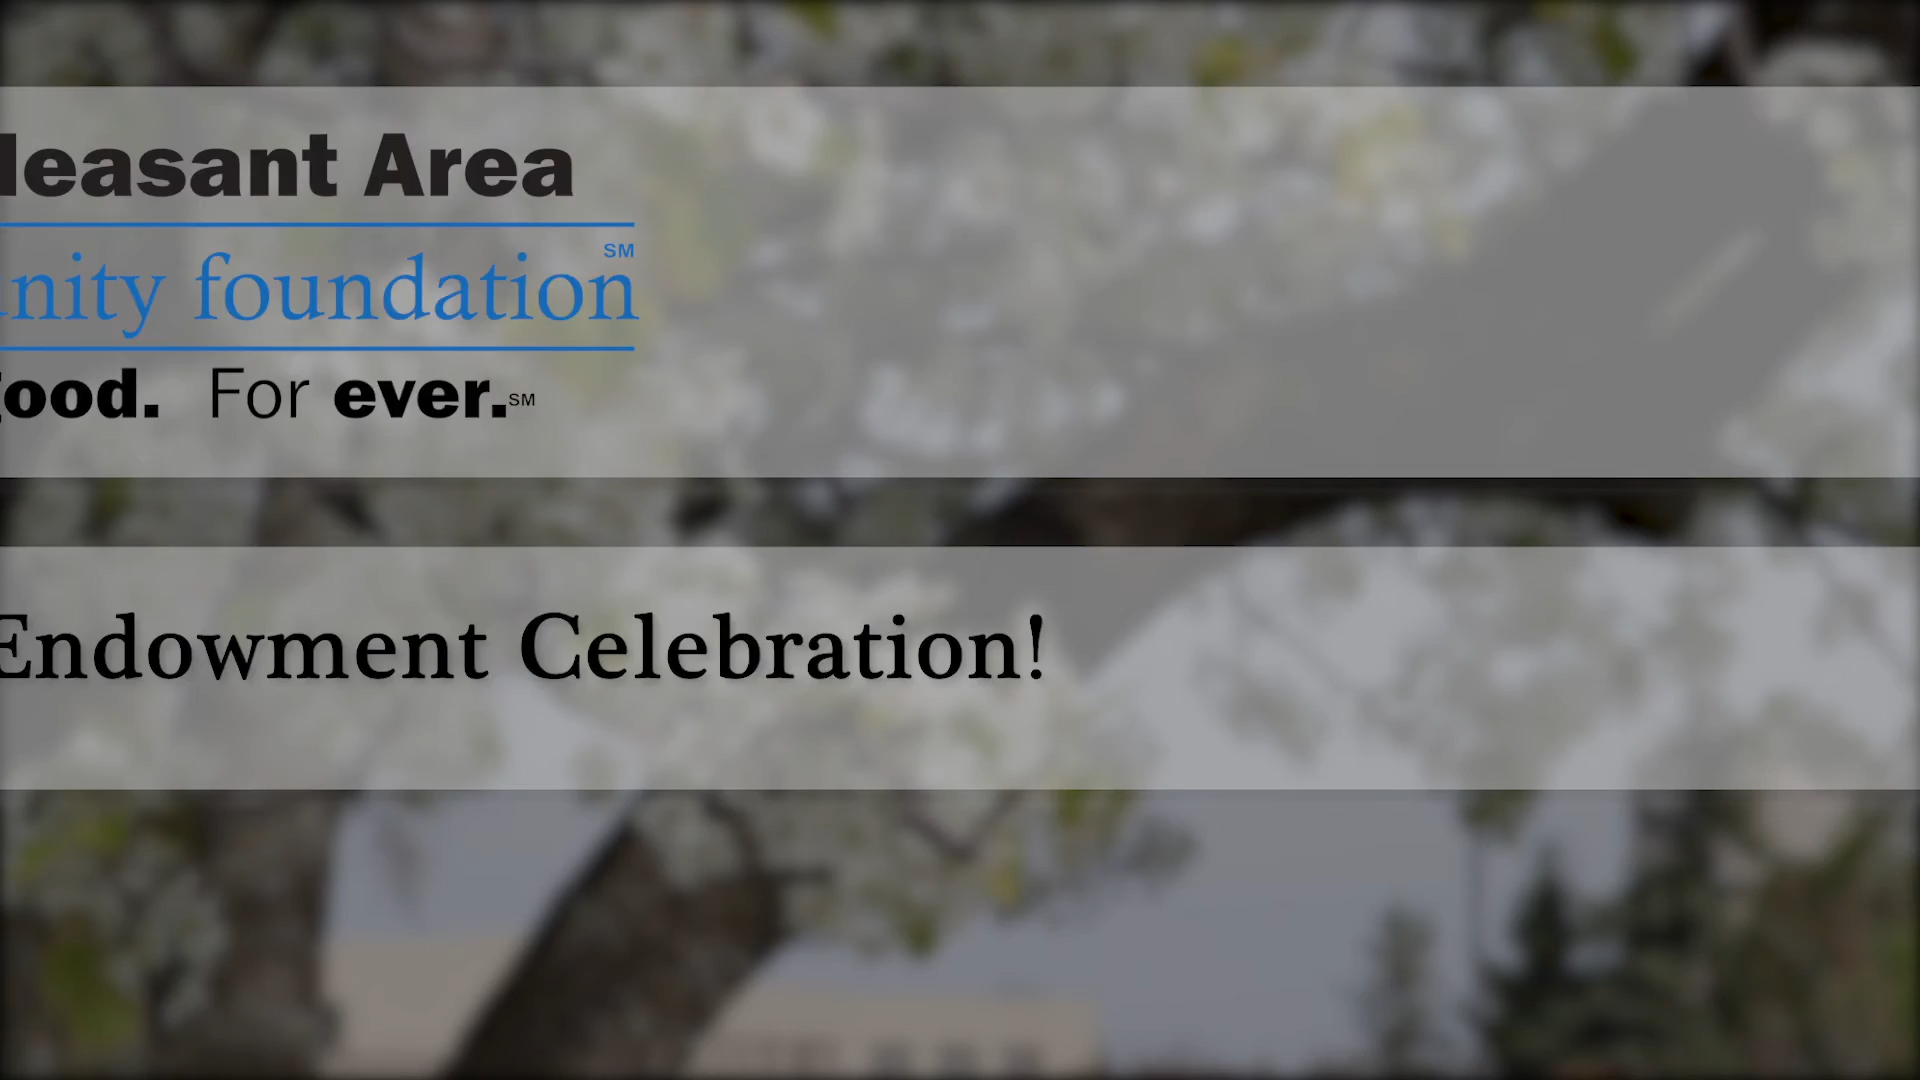 leasant Area
nity foundation SM
ood. For ever. SM
Endowment Celebration!